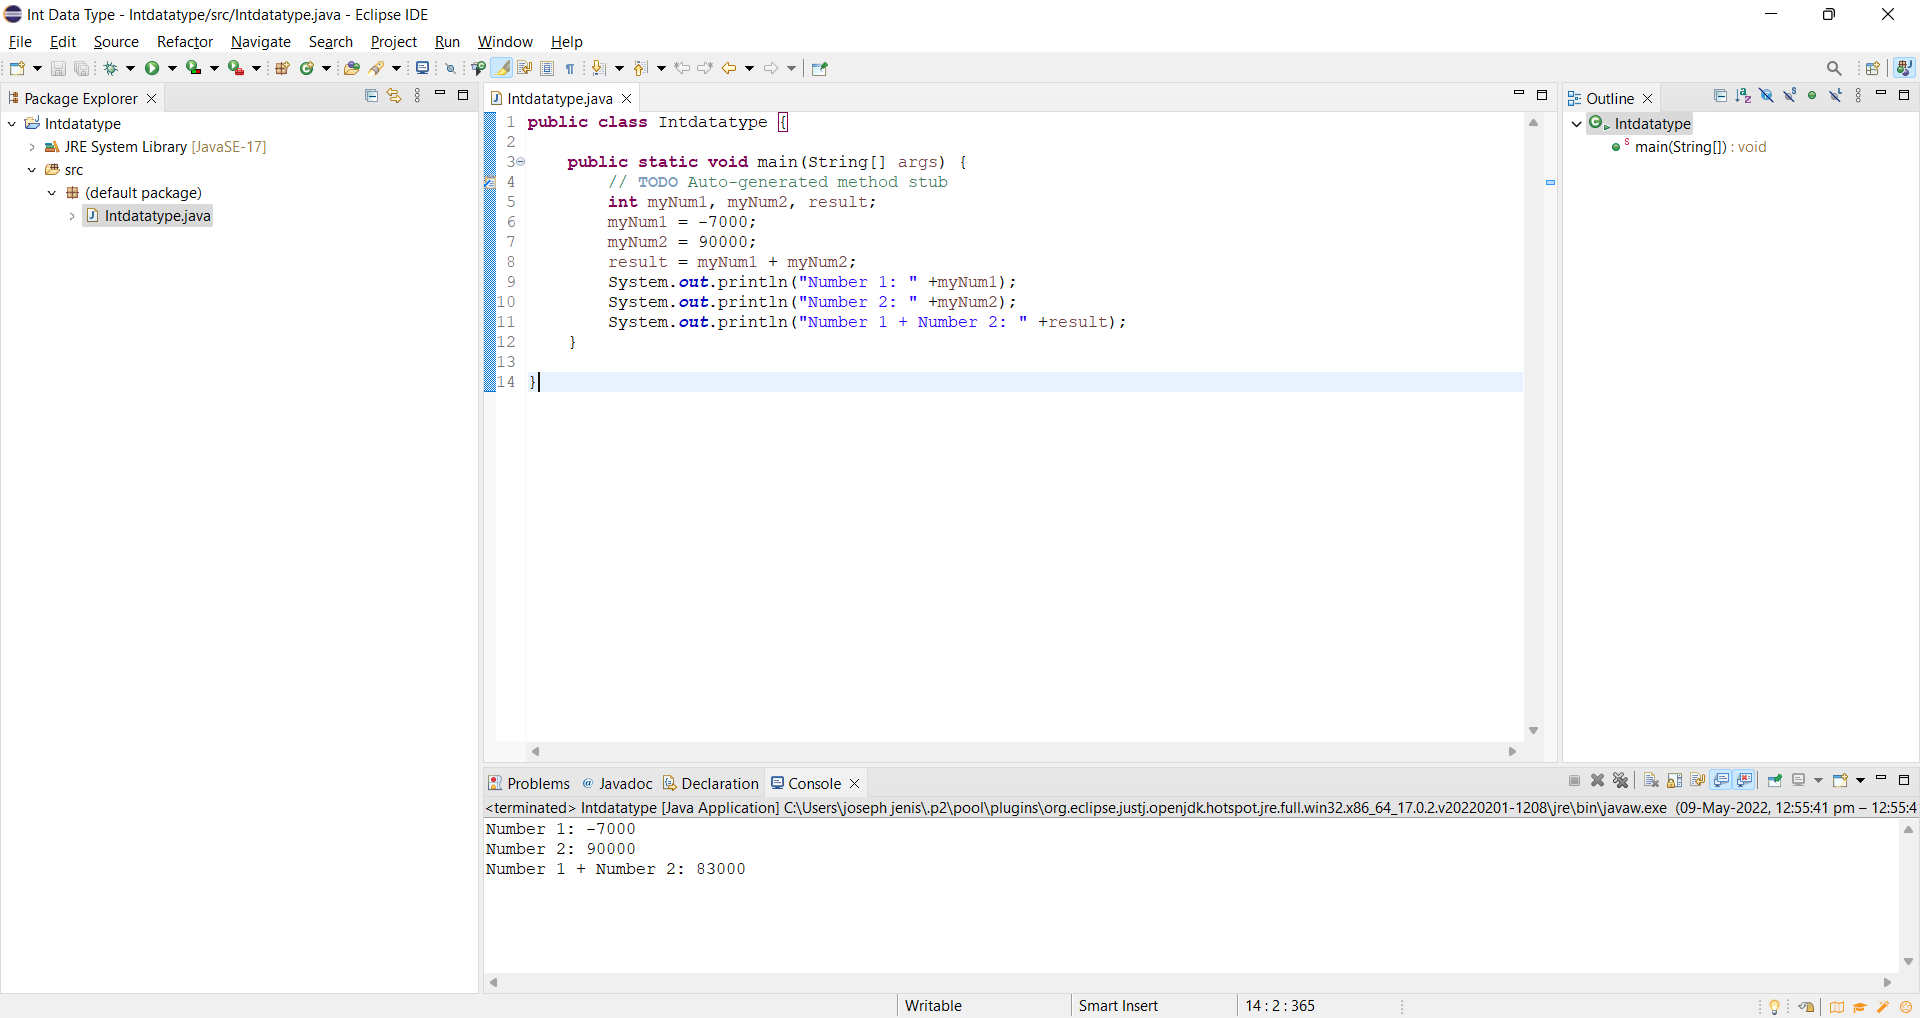 Int Data Type - Intdatatype/src/Intdatatype.java - Eclipse IDE
File Edit Source Refactor Navigate Search Project Run Window Help
Package Explorer
Intdatatype
JRE System Library [JavaSE-17]
src
(default package)
Intdatatype.java
Intdatatype.java
1 public class Intdatatype {
2
3 public static void main(String[] args) {
4 // TODO Auto-generated method stub
5 int myNum1, myNum2, result;
6 myNum1 = -7000;
7 myNum2 = 90000;
8 result = myNum1 + myNum2;
9 System.out.println("Number 1: " +myNum1);
10 System.out.println("Number 2: " +myNum2);
11 System.out.println("Number 1 + Number 2: " +result);
12 }
13
14 }
Outline
Intdatatype
main(String[]) : void
Problems Javadoc Declaration Console
<terminated> Intdatatype [Java Application] C:\Users\joseph jenis\.p2\pool\plugins\org.eclipse.justj.openjdk.hotspot.jre.full.win32.x86_64_17.0.2.v20220201-1208\jre\bin\javaw.exe (09-May-2022, 12:55:41 pm – 12:55:4
Number 1: -7000
Number 2: 90000
Number 1 + Number 2: 83000
Writable Smart Insert 14 : 2 : 365